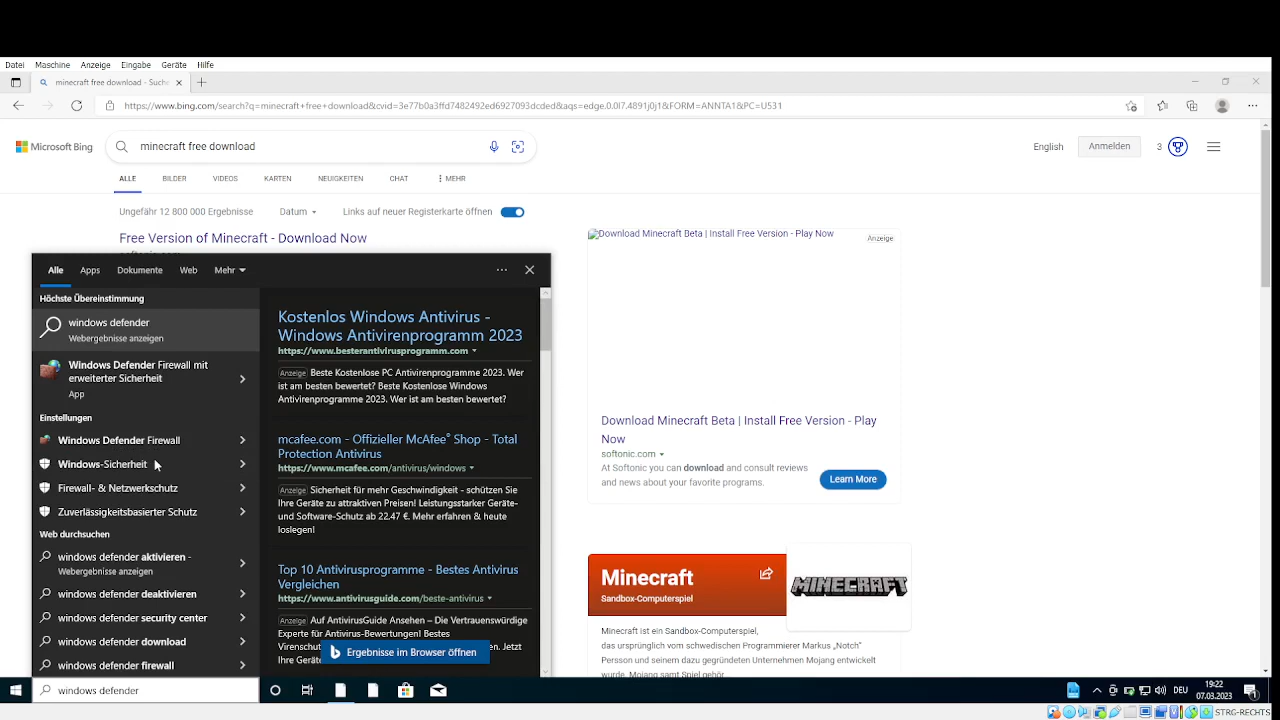 Datei Maschine Anzeige Eingabe Geräte Hilfe
minecraft free download - Suche
https://www.bing.com/search?q=minecraft+free+download&cvid=3e77b0a3ffd7482492ed6927093dcded&aqs=edge.0.0l7.4891j0j1&FORM=ANNTA1&PC=U531
Microsoft Bing
minecraft free download
English
Anmelden
3
ALLE BILDER VIDEOS KARTEN NEUIGKEITEN CHAT MEHR
Ungefähr 12 800 000 Ergebnisse Datum Links auf neuer Registerkarte öffnen
Free Version of Minecraft - Download Now
Download Minecraft Beta | Install Free Version - Play Now
Anzeige
Download Minecraft Beta | Install Free Version - Play
Now
softonic.com
At Softonic you can download and consult reviews
and news about your favorite programs.
Learn More
Minecraft
Sandbox-Computerspiel
MINECRAFT
Minecraft ist ein Sandbox-Computerspiel,
das ursprünglich vom schwedischen Programmierer Markus „Notch"
Persson und seinem dazu gegründeten Unternehmen Mojang entwickelt
wurde. Mojang samt Spiel gehör
Alle Apps Dokumente Web Mehr
Höchste Übereinstimmung
windows defender
Webergebnisse anzeigen
Windows Defender Firewall mit
erweiterter Sicherheit
App
Einstellungen
Windows Defender Firewall
Windows-Sicherheit
Firewall- & Netzwerkschutz
Zuverlässigkeitsbasierter Schutz
Web durchsuchen
windows defender aktivieren -
Webergebnisse anzeigen
windows defender deaktivieren
windows defender security center
windows defender download
windows defender firewall
Kostenlos Windows Antivirus -
Windows Antivirenprogramm 2023
https://www.besterantivirusprogramm.com
Anzeige Beste Kostenlose PC Antivirenprogramme 2023. Wer
ist am besten bewertet? Beste Kostenlose Windows
Antivirenprogramme 2023. Wer ist am besten bewertet?
mcafee.com - Offizieller McAfee® Shop - Total
Protection Antivirus
https://www.mcafee.com/antivirus/windows
Anzeige Sicherheit für mehr Geschwindigkeit - schützen Sie
Ihre Geräte zu attraktiven Preisen! Leistungsstarker Geräte-
und Software-Schutz ab 22.47 €. Mehr erfahren & heute
loslegen!
Top 10 Antivirusprogramme - Bestes Antivirus
Vergleichen
https://www.antivirusguide.com/beste-antivirus
Anzeige Auf AntivirusGuide Ansehen – Die Vertrauenswürdige
Experte für Antivirus-Bewertungen! Bestes
Jetzt
Ihre
Ergebnisse im Browser öffnen
windows defender
DEU
19:22
07.03.2023
1
STRG-RECHTS